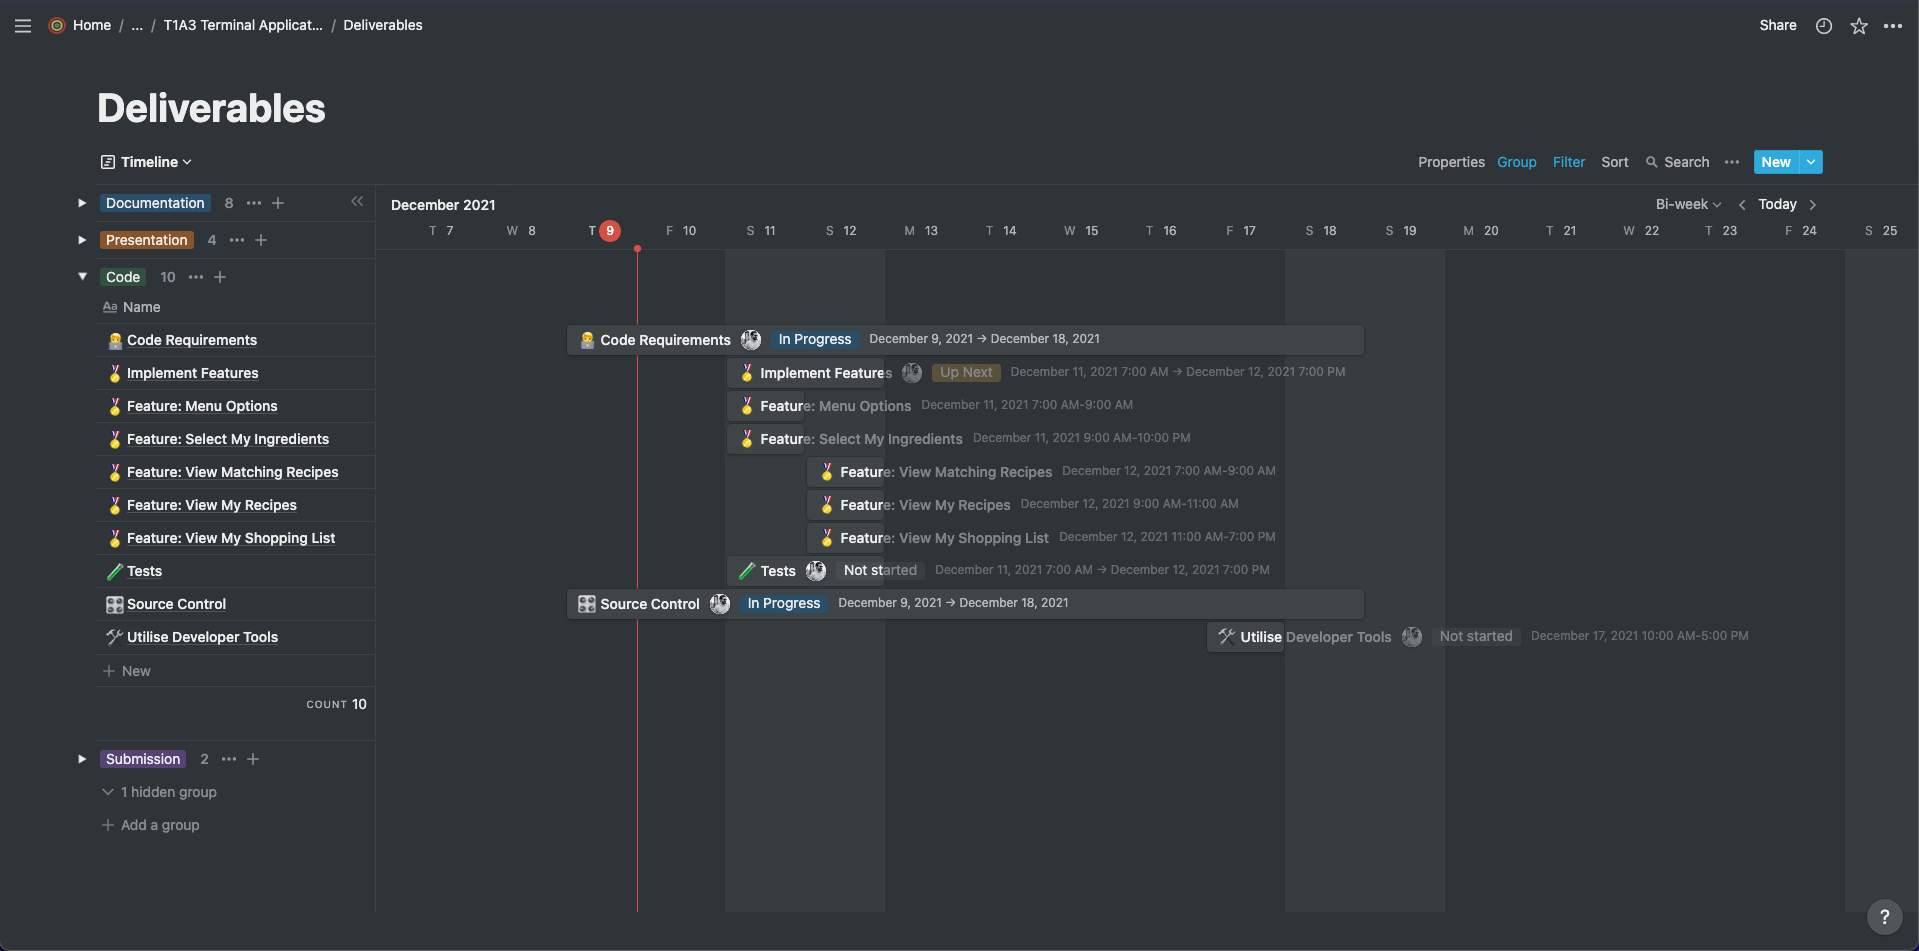 Home / ... / T1A3 Terminal Applicat... / Deliverables
Share
Deliverables
Timeline
Properties Group Filter Sort Search ... New
Documentation 8 ... +
December 2021
Bi-week Today
T 7 W 8 T 9 F 10 S 11 S 12 M 13 T 14 W 15 T 16 F 17 S 18 S 19 M 20 T 21 W 22 T 23 F 24 S 25
Presentation 4 ... +
Code 10 ... +
Aa Name
Code Requirements
Code Requirements In Progress December 9, 2021 → December 18, 2021
Implement Features
Implement Features Up Next December 11, 2021 7:00 AM → December 12, 2021 7:00 PM
Feature: Menu Options
Feature: Menu Options December 11, 2021 7:00 AM-9:00 AM
Feature: Select My Ingredients
Feature: Select My Ingredients December 11, 2021 9:00 AM-10:00 PM
Feature: View Matching Recipes
Feature: View Matching Recipes December 12, 2021 7:00 AM-9:00 AM
Feature: View My Recipes
Feature: View My Recipes December 12, 2021 9:00 AM-11:00 AM
Feature: View My Shopping List
Feature: View My Shopping List December 12, 2021 11:00 AM-7:00 PM
Tests
Tests Not started December 11, 2021 7:00 AM → December 12, 2021 7:00 PM
Source Control
Source Control In Progress December 9, 2021 → December 18, 2021
Utilise Developer Tools
Utilise Developer Tools Not started December 17, 2021 10:00 AM-5:00 PM
+ New
COUNT 10
Submission 2 ... +
1 hidden group
+ Add a group
?